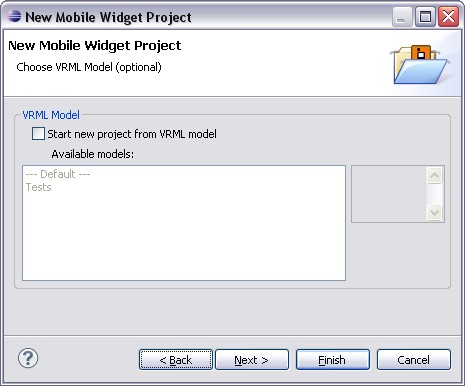 New Mobile Widget Project
New Mobile Widget Project
Choose VRML Model (optional)
VRML Model
Start new project from VRML model
Available models:
--- Default ---
Tests
< Back Next > Finish Cancel